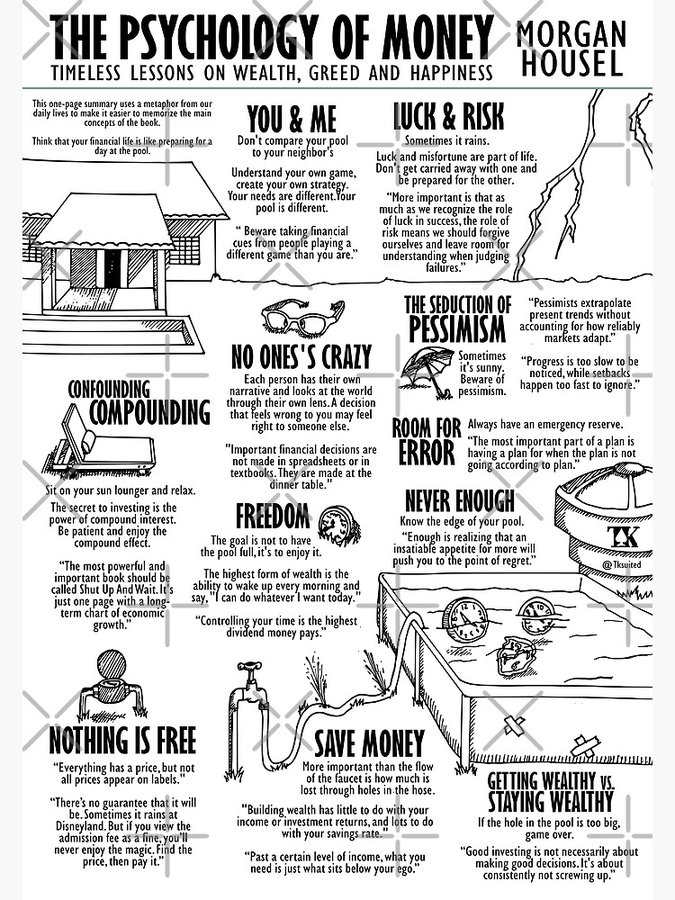 THE PSYCHOLOGY OF MONEY
TIMELESS LESSONS ON WEALTH, GREED AND HAPPINESS
MORGAN
HOUSEL
This one-page summary uses a metaphor from our
daily lives to make it easier to memorize the main
concepts of the book.
Think that your financial life is like preparing for a
day at the pool.
YOU & ME
Don't compare your pool
to your neighbor's
Understand your own game,
create your own strategy.
Your needs are different.Your
pool is different.
" Beware taking financial
cues from people playing a
different game than you are."
LUCK & RISK
Sometimes it rains.
Luck and misfortune are part of life.
Don't get carried away with one and
be prepared for the other.
"More important is that as
much as we recognize the role
of luck in success, the role of
risk means we should forgive
ourselves and leave room for
understanding when judging
failures."
NO ONES'S CRAZY
Each person has their own
narrative and looks at the world
through their own lens. A decision
that feels wrong to you may feel
right to someone else.
"Important financial decisions are
not made in spreadsheets or in
textbooks. They are made at the
dinner table."
THE SEDUCTION OF
PESSIMISM
Sometimes
it's sunny.
Beware of
pessimism.
"Pessimists extrapolate
present trends without
accounting for how reliably
markets adapt."
"Progress is too slow to be
noticed, while setbacks
happen too fast to ignore."
CONFOUNDING
COMPOUNDING
Sit on your sun lounger and relax.
The secret to investing is the
power of compound interest.
Be patient and enjoy the
compound effect.
"The most powerful and
important book should be
called Shut Up And Wait. It's
just one page with a long-
term chart of economic
growth."
ROOM FOR
ERROR
Always have an emergency reserve.
"The most important part of a plan is
having a plan for when the plan is not
going according to plan."
FREEDOM
The goal is not to have
the pool full, it's to enjoy it.
The highest form of wealth is the
ability to wake up every morning and
say, "I can do whatever I want today."
"Controlling your time is the highest
dividend money pays."
NEVER ENOUGH
Know the edge of your pool.
"Enough is realizing that an
insatiable appetite for more will
push you to the point of regret."
TK
@Tksuited
NOTHING IS FREE
"Everything has a price, but not
all prices appear on labels."
"There's no guarantee that it will
be. Sometimes it rains at
Disneyland. But if you view the
admission fee as a fine, you'll
never enjoy the magic. Find the
price, then pay it."
SAVE MONEY
More important than the flow
of the faucet is how much is
lost through holes in the hose.
"Building wealth has little to do with your
income or investment returns, and lots to do
with your savings rate."
"Past a certain level of income, what you
need is just what sits below your ego."
GETTING WEALTHY vs.
STAYING WEALTHY
If the hole in the pool is too big,
game over.
"Good investing is not necessarily about
making good decisions. It's about
consistently not screwing up."